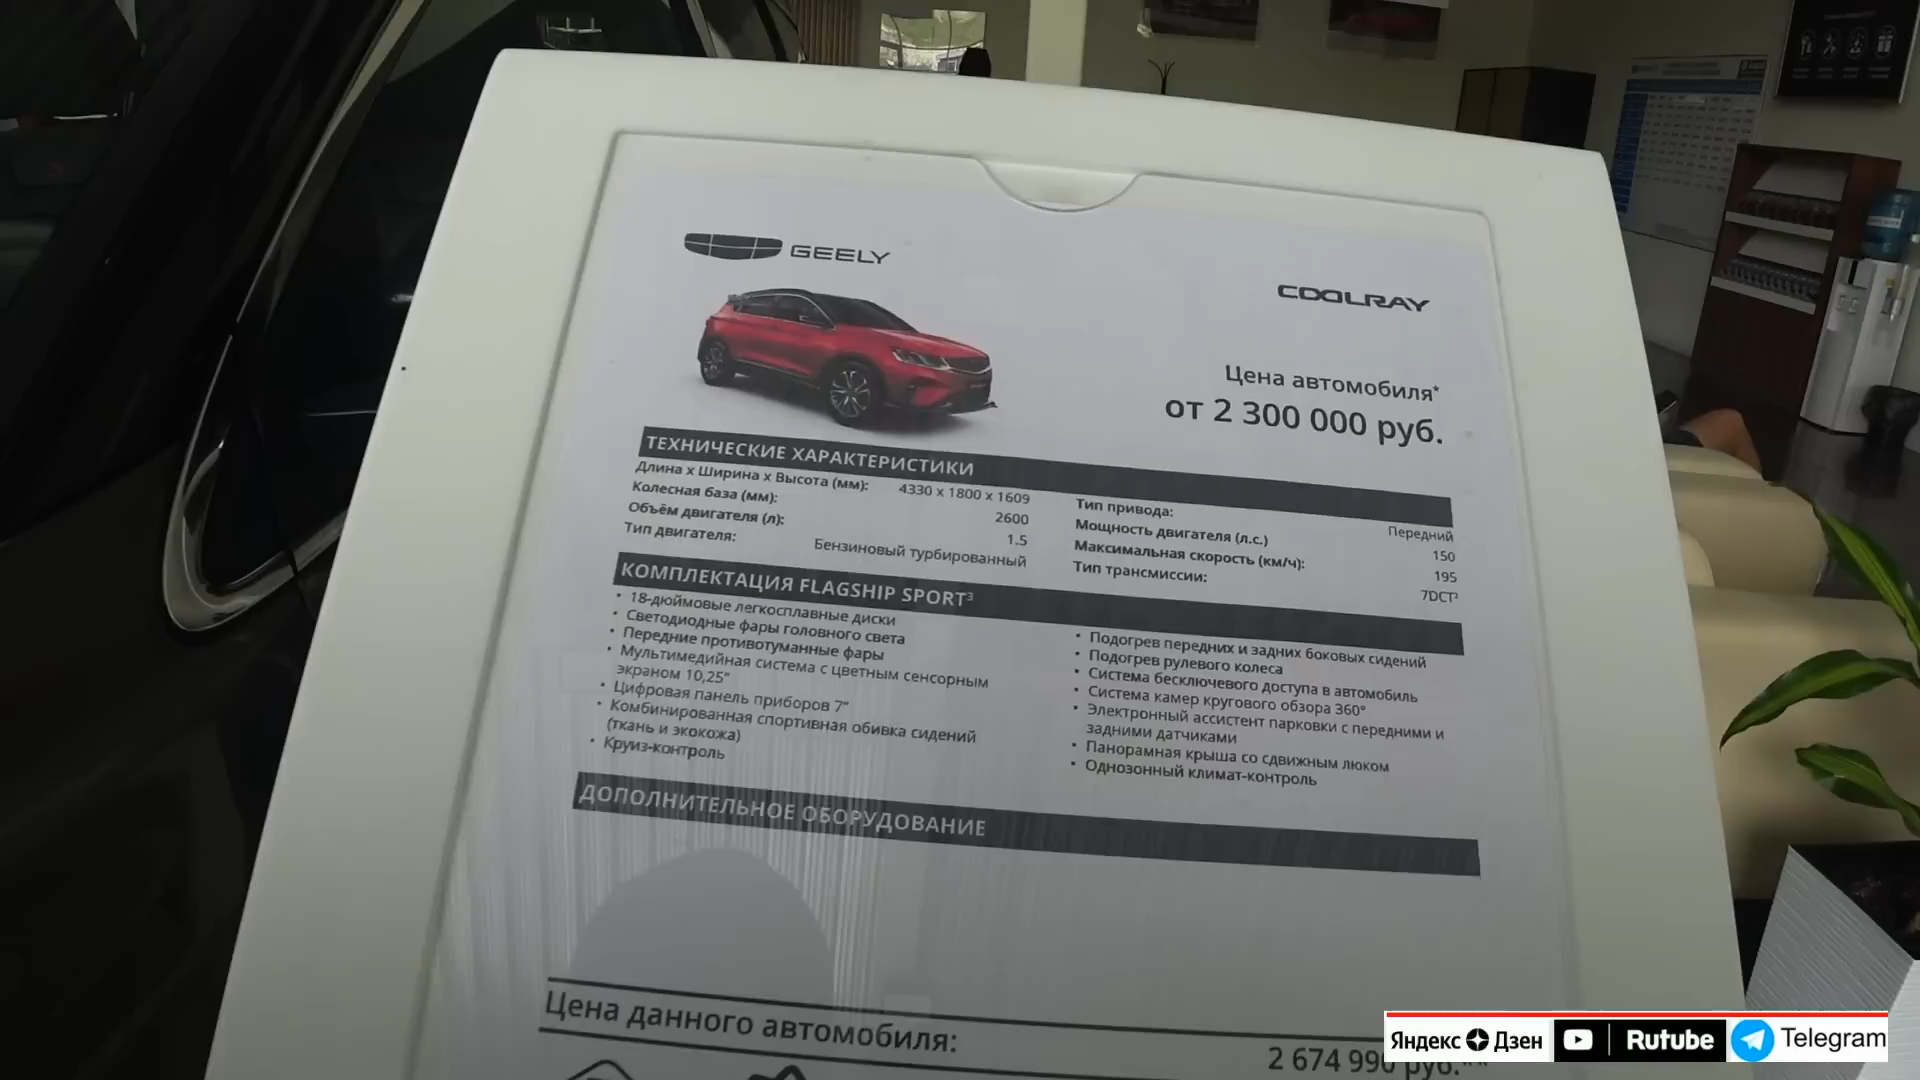 GEELY
COOLRAY
Цена автомобиля*
от 2 300 000 руб.
ТЕХНИЧЕСКИЕ ХАРАКТЕРИСТИКИ
Длина х Ширина х Высота (мм): 4330 х 1800 х 1609
Колесная база (мм): 2600
Объём двигателя (л): 1.5
Тип двигателя: Бензиновый турбированный
Тип привода: Передний
Мощность двигателя (л.с.) 150
Максимальная скорость (км/ч): 195
Тип трансмиссии: 7DCT²
КОМПЛЕКТАЦИЯ FLAGSHIP SPORT³
• 18-дюймовые легкосплавные диски
• Светодиодные фары головного света
• Передние противотуманные фары
• Мультимедийная система с цветным сенсорным
экраном 10,25"
• Цифровая панель приборов 7"
• Комбинированная спортивная обивка сидений
(ткань и экокожа)
• Круиз-контроль
• Подогрев передних и задних боковых сидений
• Подогрев рулевого колеса
• Система бесключевого доступа в автомобиль
• Система камер кругового обзора 360°
• Электронный ассистент парковки с передними и
задними датчиками
• Панорамная крыша со сдвижным люком
• Однозонный климат-контроль
ДОПОЛНИТЕЛЬНОЕ ОБОРУДОВАНИЕ
Цена данного автомобиля:
2 674 990 руб.**
Яндекс Дзен
Rutube
Telegram